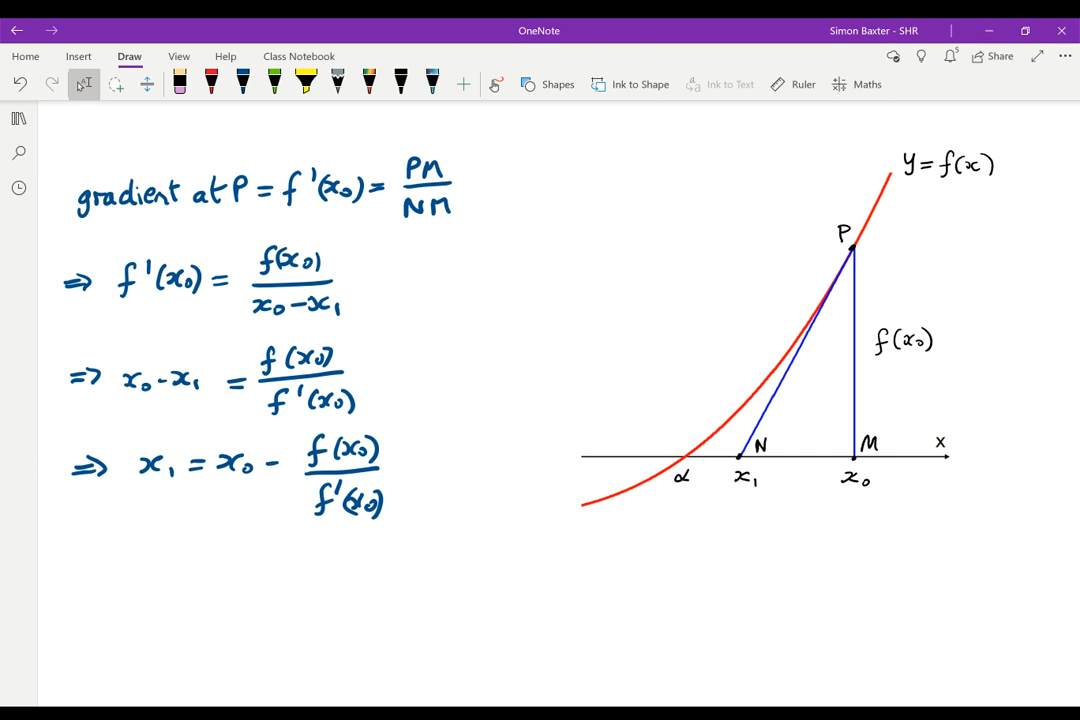 OneNote
Simon Baxter - SHR
Home Insert Draw View Help Class Notebook
5 Share
Shapes Ink to Shape Ink to Text Ruler Maths
gradient at P = f'(x₀) = PM/NM
⇒ f'(x₀) = f(x₀)/(x₀-x₁)
⇒ x₀-x₁ = f(x₀)/f'(x₀)
⇒ x₁ = x₀ - f(x₀)/f'(x₀)
y = f(x)
P
f(x₀)
N M x
α x₁ x₀